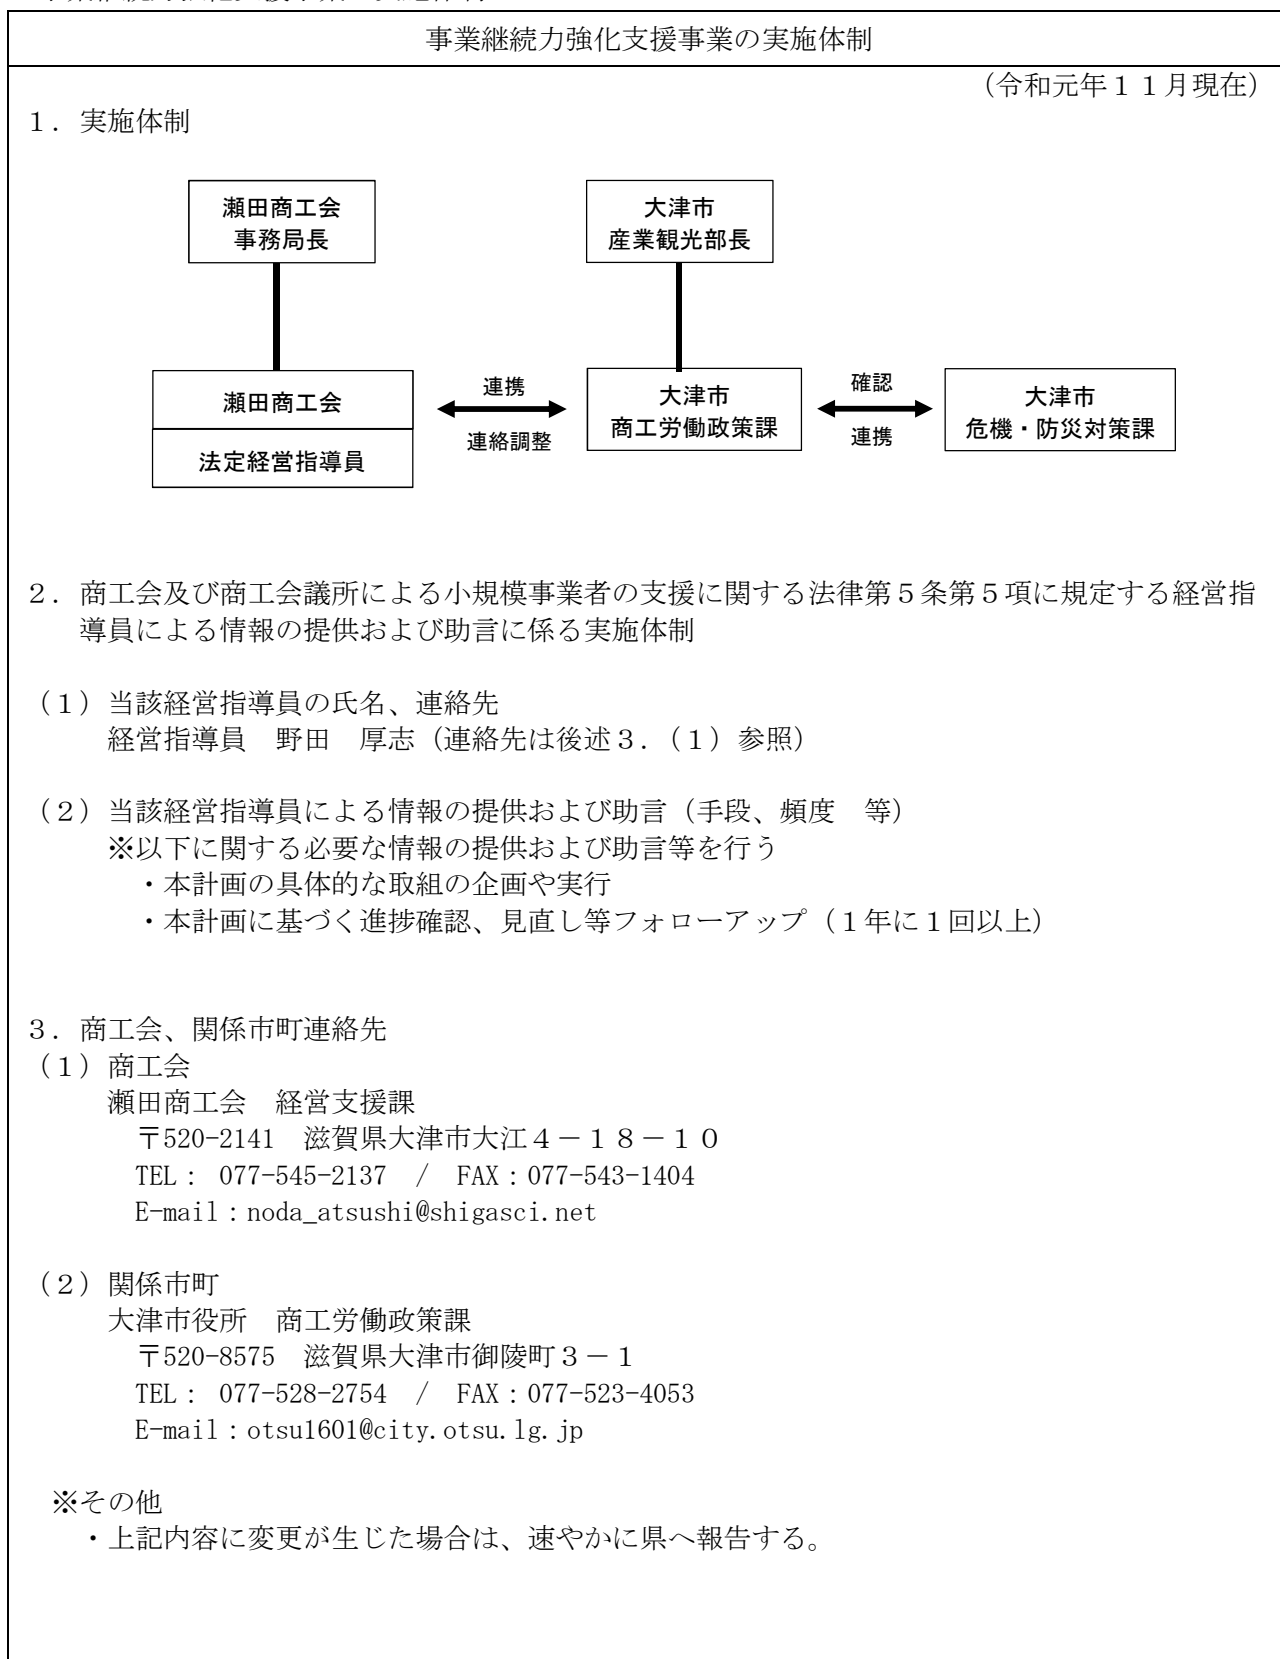 事業継続力強化支援事業の実施体制
（令和元年１１月現在）
１．実施体制
瀬田商工会
事務局長
大津市
産業観光部長
瀬田商工会
法定経営指導員
連携
連絡調整
大津市
商工労働政策課
確認
連携
大津市
危機・防災対策課
２．商工会及び商工会議所による小規模事業者の支援に関する法律第５条第５項に規定する経営指
導員による情報の提供および助言に係る実施体制
（１）当該経営指導員の氏名、連絡先
経営指導員　野田　厚志（連絡先は後述３．（１）参照）
（２）当該経営指導員による情報の提供および助言（手段、頻度　等）
※以下に関する必要な情報の提供および助言等を行う
・本計画の具体的な取組の企画や実行
・本計画に基づく進捗確認、見直し等フォローアップ（１年に１回以上）
３．商工会、関係市町連絡先
（１）商工会
瀬田商工会　経営支援課
〒520-2141　滋賀県大津市大江４－１８－１０
TEL： 077-545-2137　/　FAX：077-543-1404
E-mail：noda_atsushi@shigasci.net
（２）関係市町
大津市役所　商工労働政策課
〒520-8575　滋賀県大津市御陵町３－１
TEL： 077-528-2754　/　FAX：077-523-4053
E-mail：otsu1601@city.otsu.lg.jp
※その他
・上記内容に変更が生じた場合は、速やかに県へ報告する。